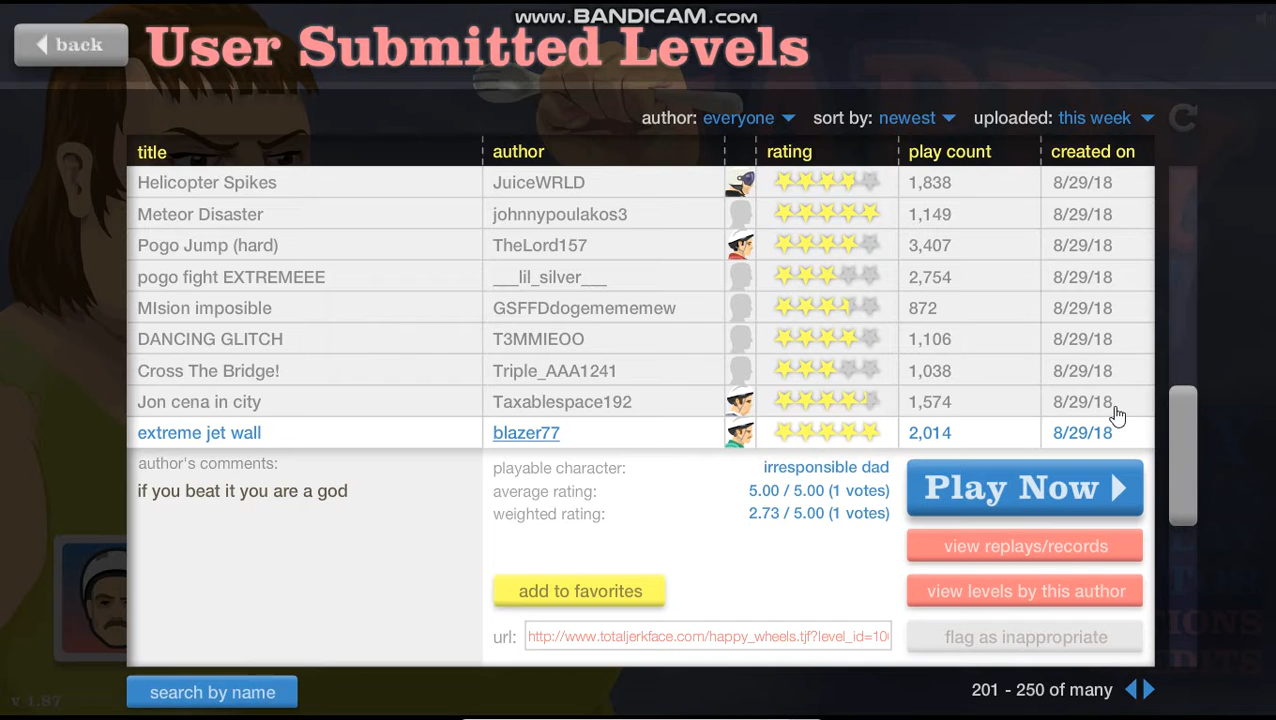 www.BANDICAM.com
back
User Submitted Levels
author: everyone sort by: newest uploaded: this week
title author rating play count created on
Helicopter Spikes JuiceWRLD 1,838 8/29/18
Meteor Disaster johnnypoulakos3 1,149 8/29/18
Pogo Jump (hard) TheLord157 3,407 8/29/18
pogo fight EXTREMEEE ___lil_silver___ 2,754 8/29/18
MIsion imposible GSFFDdogemememew 872 8/29/18
DANCING GLITCH T3MMIEOO 1,106 8/29/18
Cross The Bridge! Triple_AAA1241 1,038 8/29/18
Jon cena in city Taxablespace192 1,574 8/29/18
extreme jet wall blazer77 2,014 8/29/18
author's comments:
if you beat it you are a god
playable character: irresponsible dad
average rating: 5.00 / 5.00 (1 votes)
weighted rating: 2.73 / 5.00 (1 votes)
Play Now
view replays/records
add to favorites
view levels by this author
url: http://www.totaljerkface.com/happy_wheels.tjf?level_id=10
flag as inappropriate
search by name
201 - 250 of many
v 1.87